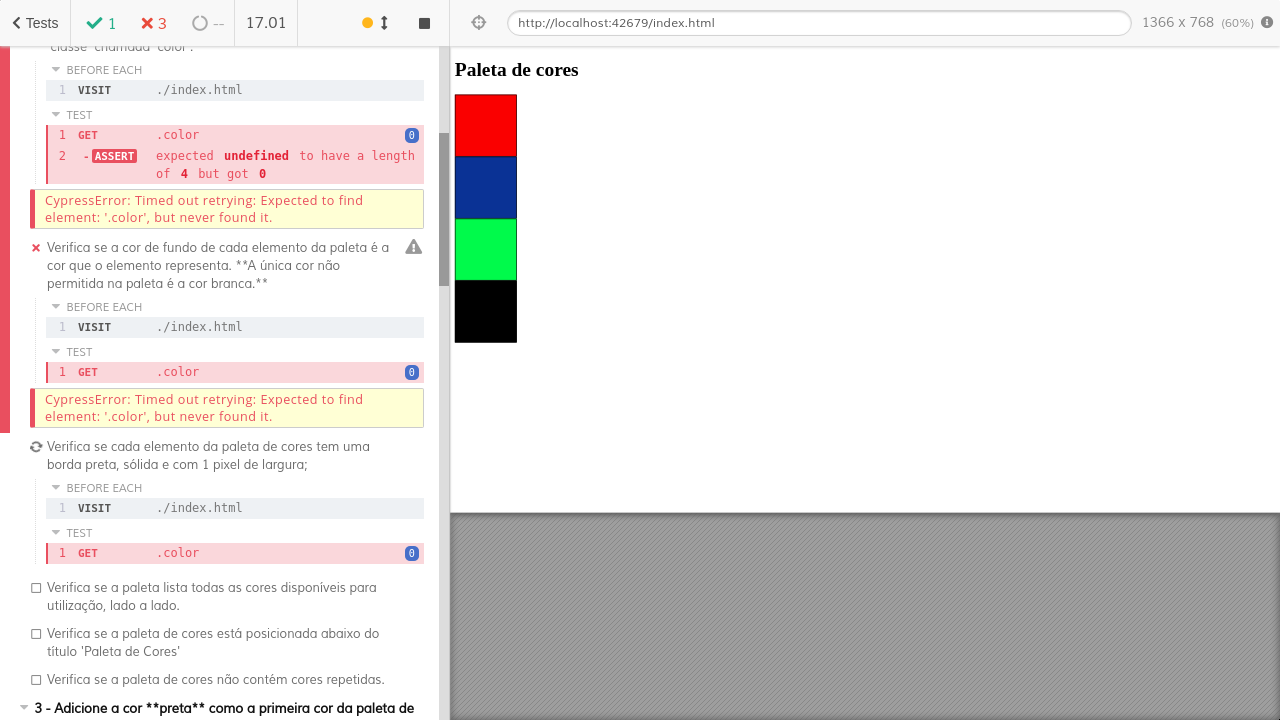 Tests
1
3
--
17.01
http://localhost:42679/index.html
1366 x 768 (60%)
classe 'chamada 'color'.
BEFORE EACH
1 VISIT ./index.html
TEST
1 GET .color 0
2 -ASSERT expected undefined to have a length
of 4 but got 0
CypressError: Timed out retrying: Expected to find
element: '.color', but never found it.
Verifica se a cor de fundo de cada elemento da paleta é a
cor que o elemento representa. **A única cor não
permitida na paleta é a cor branca.**
BEFORE EACH
1 VISIT ./index.html
TEST
1 GET .color 0
CypressError: Timed out retrying: Expected to find
element: '.color', but never found it.
Verifica se cada elemento da paleta de cores tem uma
borda preta, sólida e com 1 pixel de largura;
BEFORE EACH
1 VISIT ./index.html
TEST
1 GET .color 0
Verifica se a paleta lista todas as cores disponíveis para
utilização, lado a lado.
Verifica se a paleta de cores está posicionada abaixo do
título 'Paleta de Cores'
Verifica se a paleta de cores não contém cores repetidas.
3 - Adicione a cor **preta** como a primeira cor da paleta de
Paleta de cores